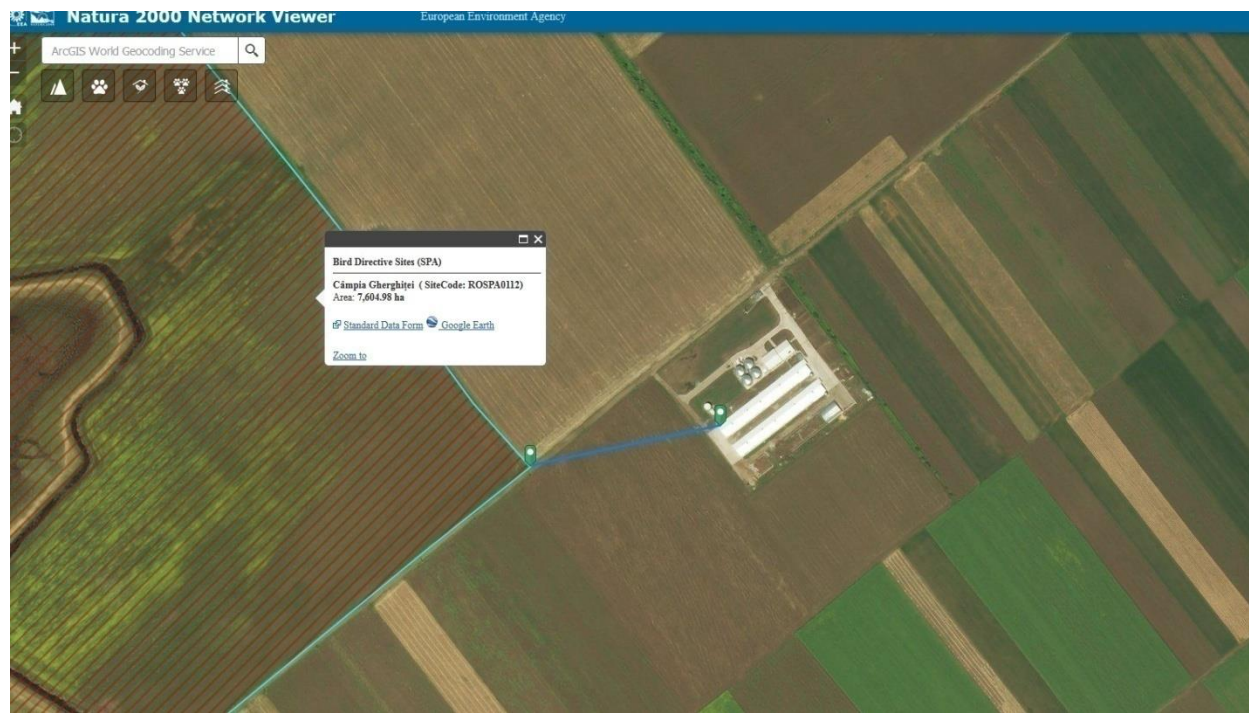 Natura 2000 Network Viewer
European Environment Agency
EEA
ArcGIS World Geocoding Service
Bird Directive Sites (SPA)
Câmpia Gherghiței ( SiteCode: ROSPA0112)
Area: 7,604.98 ha
Standard Data Form Google Earth
Zoom to